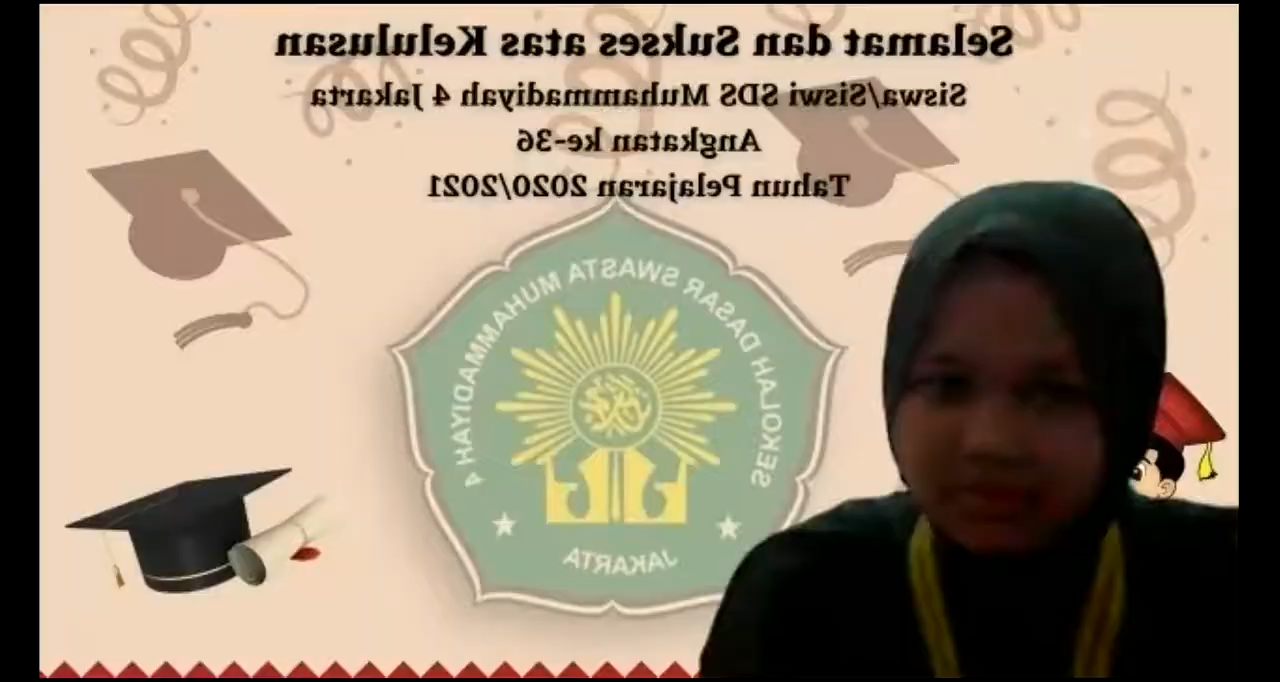 Selamat dan Sukses atas Kelulusan
Siswa/Siswi SDS Muhammadiyah 4 Jakarta
Angkatan ke-36
Tahun Pelajaran 2020/2021
SEKOLAH DASAR SWASTA MUHAMMADIYAH 4
JAKARTA